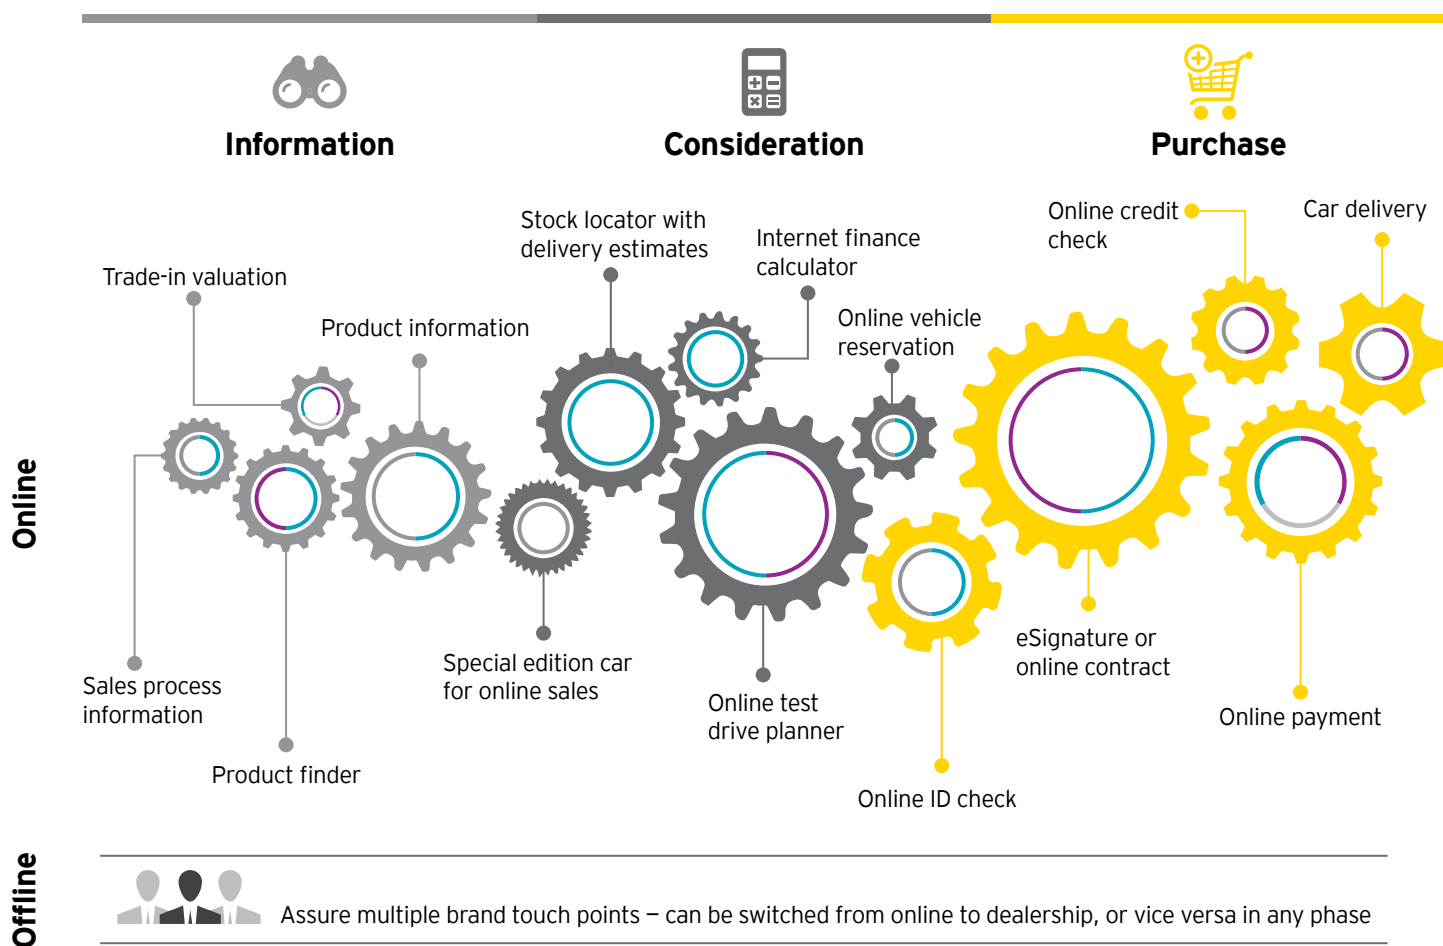 Information
Consideration
Purchase
Online
Trade-in valuation
Product information
Sales process
information
Product finder
Stock locator with
delivery estimates
Internet finance
calculator
Online vehicle
reservation
Special edition car
for online sales
Online test
drive planner
Online credit
check
Car delivery
eSignature or
online contract
Online payment
Online ID check
Offline
Assure multiple brand touch points – can be switched from online to dealership, or vice versa in any phase